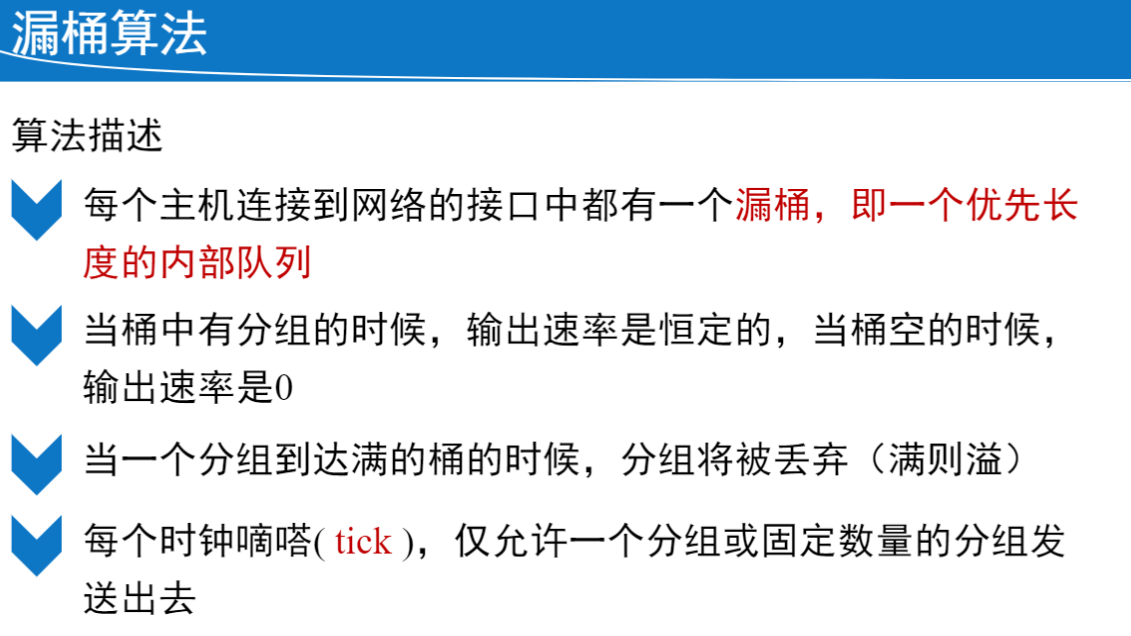 漏桶算法
算法描述
每个主机连接到网络的接口中都有一个漏桶，即一个优先长
度的内部队列
当桶中有分组的时候，输出速率是恒定的，当桶空的时候，
输出速率是0
当一个分组到达满的桶的时候，分组将被丢弃（满则溢）
每个时钟嘀嗒( tick )，仅允许一个分组或固定数量的分组发
送出去